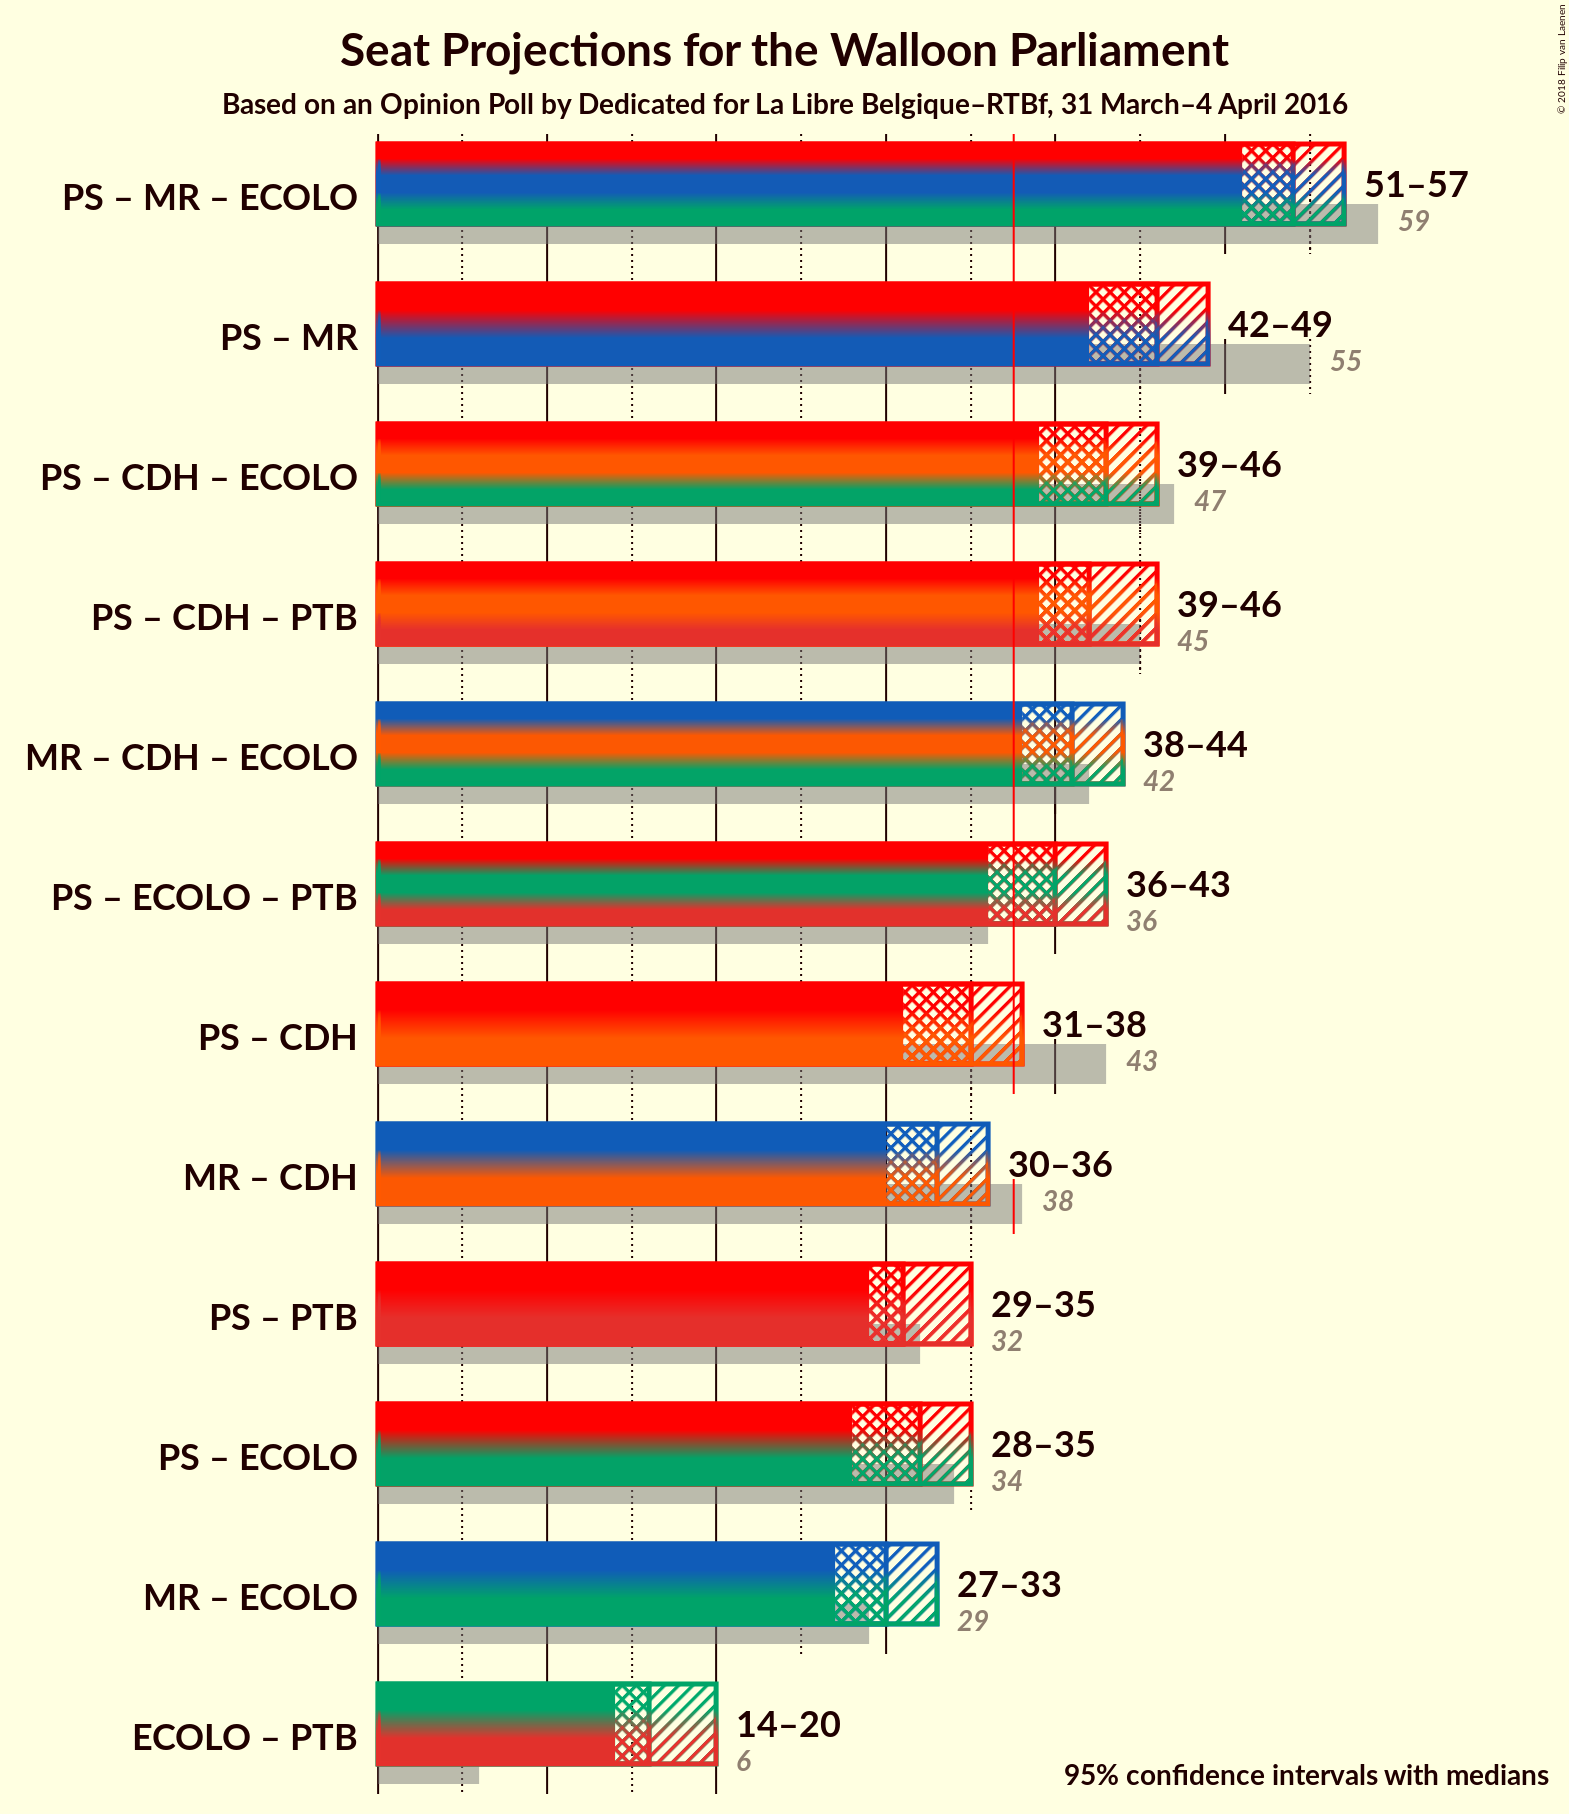 Seat Projections for the Walloon Parliament
Based on an Opinion Poll by Dedicated for La Libre Belgique–RTBf, 31 March–4 April 2016
© 2018 Filip van Laenen
PS – MR – ECOLO
51–57
59
PS – MR
42–49
55
PS – CDH – ECOLO
39–46
47
PS – CDH – PTB
39–46
45
MR – CDH – ECOLO
38–44
42
PS – ECOLO – PTB
36–43
36
PS – CDH
31–38
43
MR – CDH
30–36
38
PS – PTB
29–35
32
PS – ECOLO
28–35
34
MR – ECOLO
27–33
29
ECOLO – PTB
14–20
6
95% confidence intervals with medians